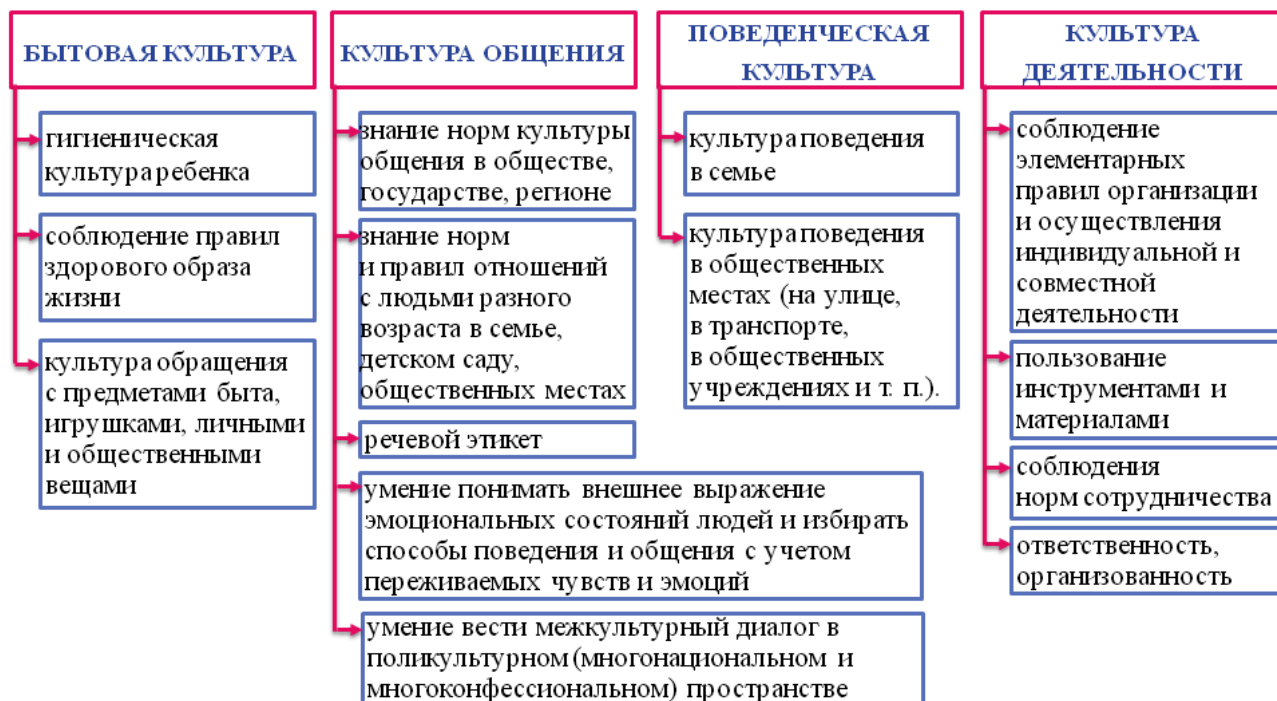 БЫТОВАЯ КУЛЬТУРА
гигиеническая
культура ребенка
соблюдение правил
здорового образа
жизни
культура обращения
с предметами быта,
игрушками, личными
и общественными
вещами
КУЛЬТУРА ОБЩЕНИЯ
знание норм культуры
общения в обществе,
государстве, регионе
знание норм
и правил отношений
с людьми разного
возраста в семье,
детском саду,
общественных местах
речевой этикет
умение понимать внешнее выражение
эмоциональных состояний людей и избирать
способы поведения и общения с учетом
переживаемых чувств и эмоций
умение вести межкультурный диалог в
поликультурном (многонациональном и
многоконфессиональном) пространстве
ПОВЕДЕНЧЕСКАЯ
КУЛЬТУРА
культура поведения
в семье
культура поведения
в общественных
местах (на улице,
в транспорте,
в общественных
учреждениях и т. п.).
КУЛЬТУРА
ДЕЯТЕЛЬНОСТИ
соблюдение
элементарных
правил организации
и осуществления
индивидуальной и
совместной
деятельности
пользование
инструментами и
материалами
соблюдения
норм сотрудничества
ответственность,
организованность